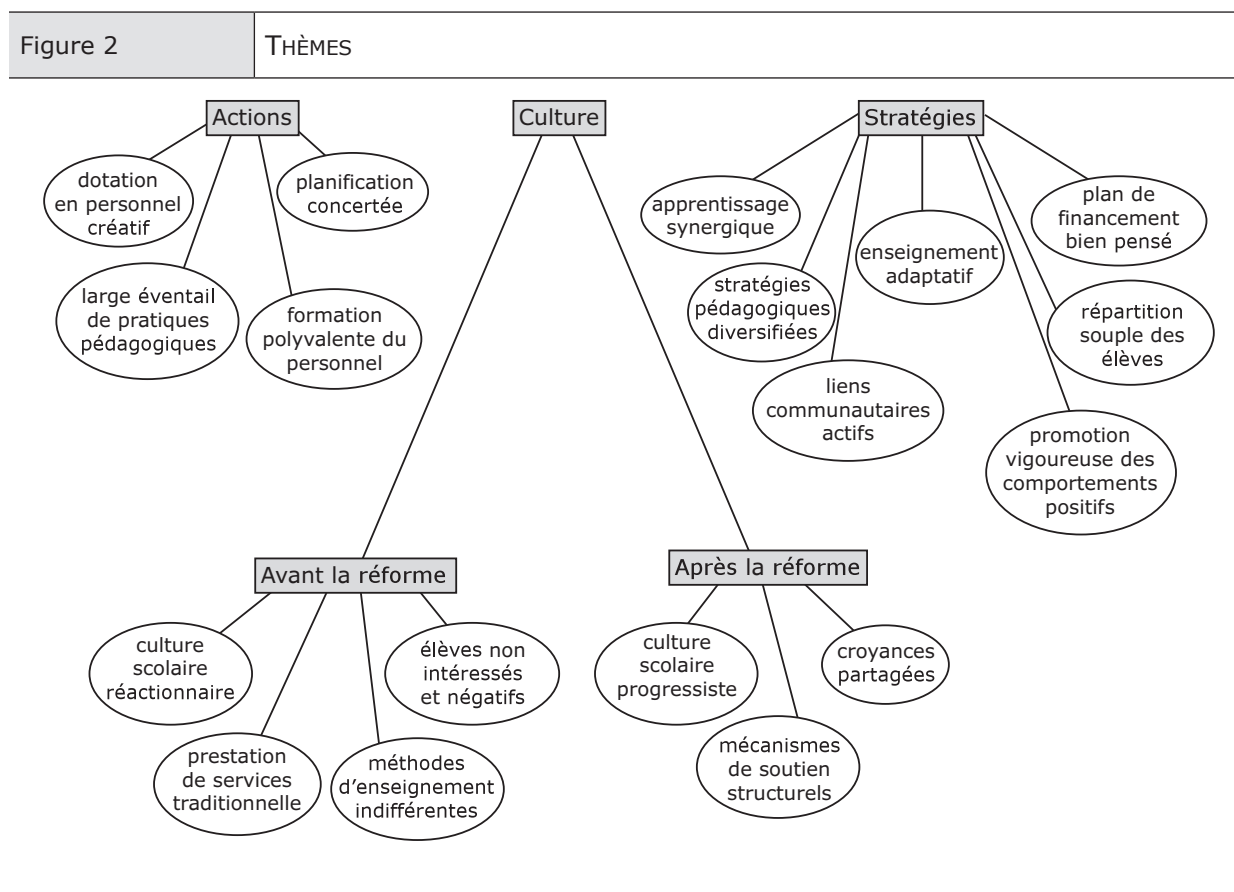 Figure 2
THÈMES
Actions
dotation
en personnel
créatif
planification
concertée
large éventail
de pratiques
pédagogiques
formation
polyvalente du
personnel
Culture
Stratégies
apprentissage
synergique
stratégies
pédagogiques
diversifiées
liens
communautaires
actifs
enseignement
adaptatif
plan de
financement
bien pensé
répartition
souple des
élèves
promotion
vigoureuse des
comportements
positifs
Avant la réforme
culture
scolaire
réactionnaire
prestation
de services
traditionnelle
méthodes
d'enseignement
indifférentes
élèves non
intéressés
et négatifs
Après la réforme
culture
scolaire
progressiste
mécanismes
de soutien
structurels
croyances
partagées